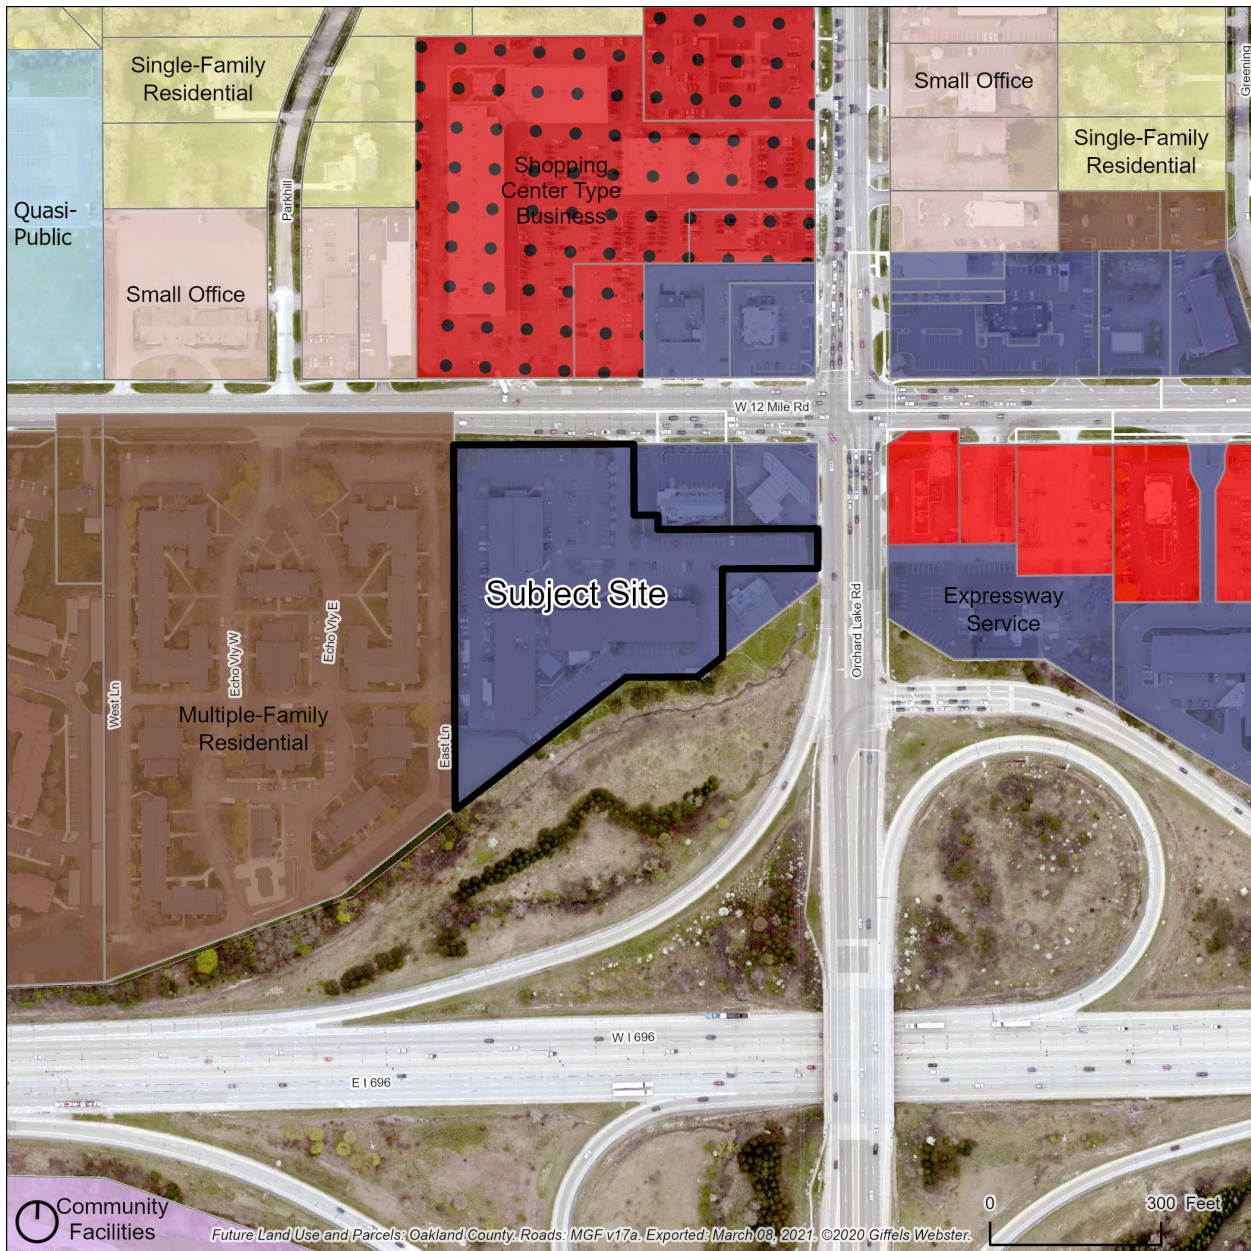 Single-Family
Residential
Small Office
Greening
Shopping
Center Type
Business
Single-Family
Residential
Parkhill
Quasi-
Public
Small Office
W 12 Mile Rd
Subject Site
Expressway
Service
Orchard Lake Rd
Echo Vly W
Echo Vly E
West Ln
Multiple-Family
Residential
East Ln
W I 696
E I 696
Community
Facilities
0 300 Feet
Future Land Use and Parcels: Oakland County. Roads: MGF v17a. Exported: March 08, 2021. ©2020 Giffels Webster.